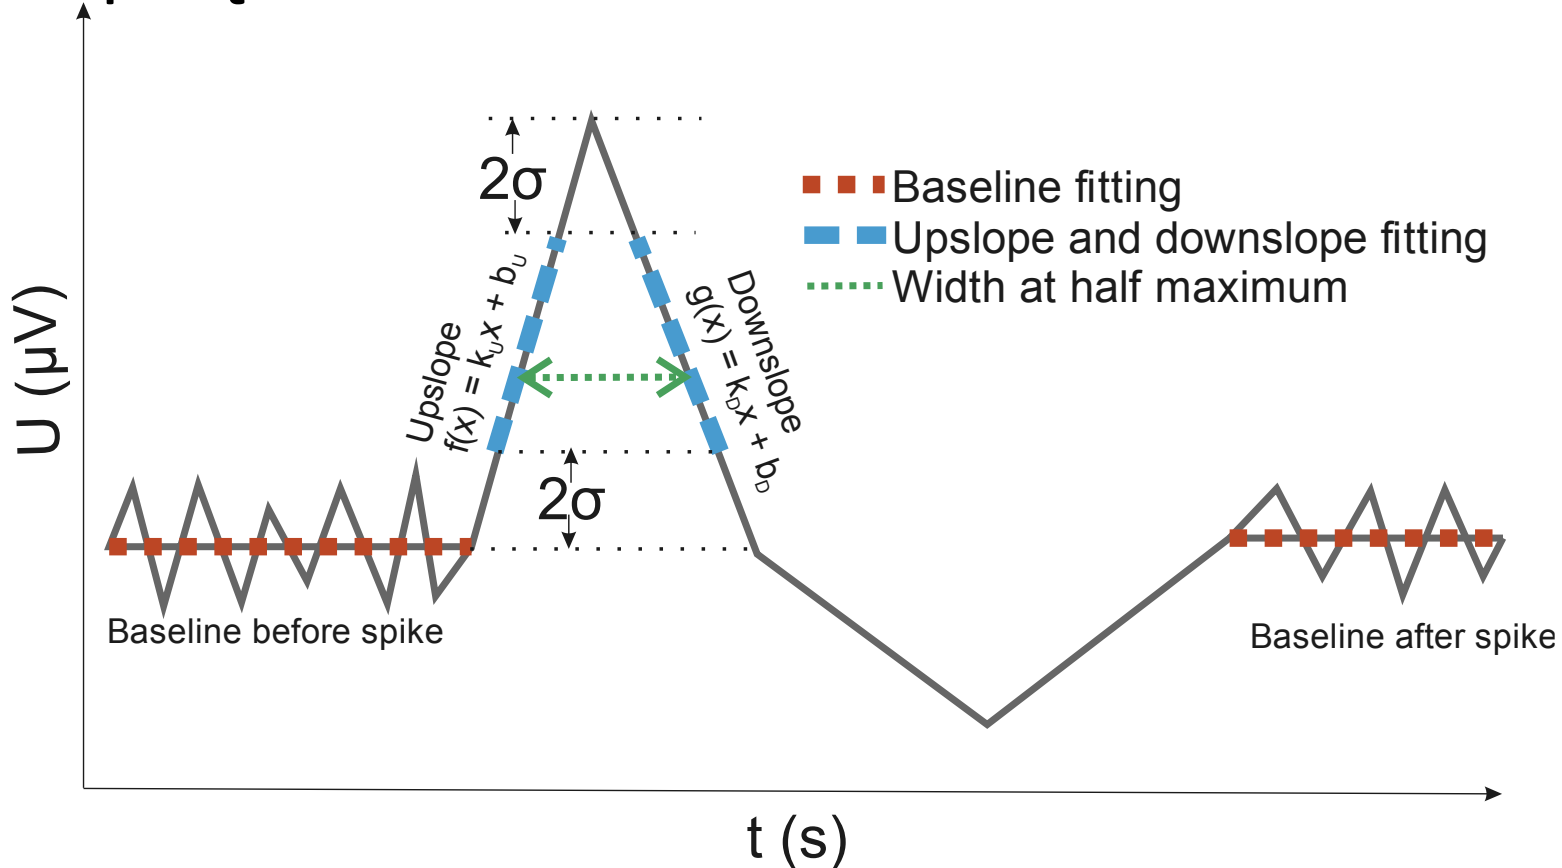 2σ
Baseline fitting
Upslope and downslope fitting
Width at half maximum
Upslope
f(x) = kUx + bU
Downslope
g(x) = kDx + bD
U (μV)
2σ
Baseline before spike
Baseline after spike
t (s)